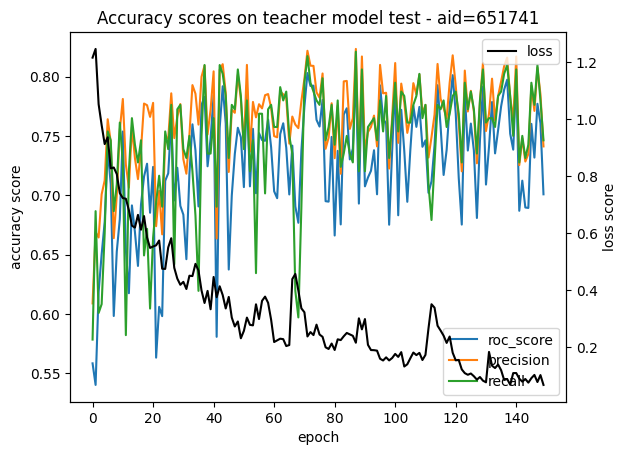 Accuracy scores on teacher model test - aid=651741
loss
0.80
0.75
0.70
0.65
0.60
0.55
accuracy score
1.2
1.0
0.8
0.6
0.4
0.2
loss score
roc_score
precision
recall
0
20
40
60
80
100
120
140
epoch